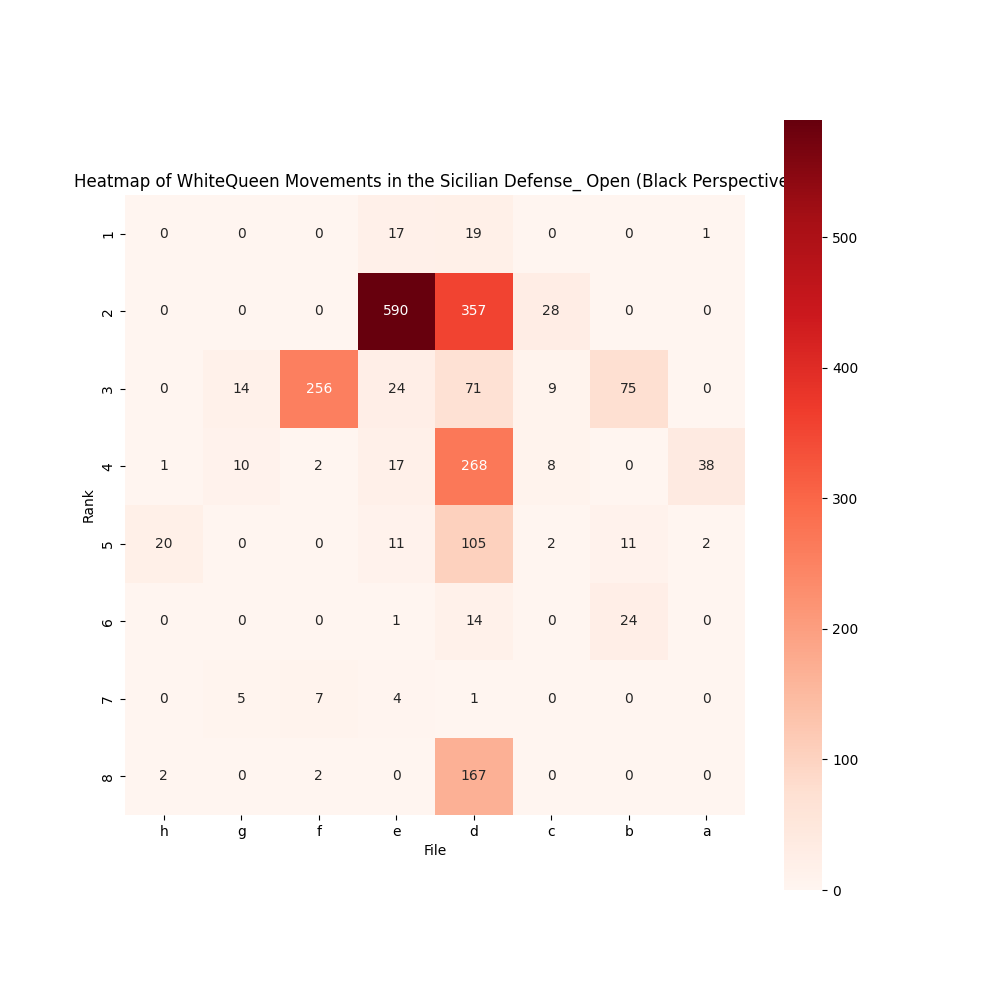 Heatmap of WhiteQueen Movements in the Sicilian Defense_ Open (Black Perspective
1 0 0 0 17 19 0 0 1
2 0 0 0 590 357 28 0 0
3 0 14 256 24 71 9 75 0
4 1 10 2 17 268 8 0 38
5 20 0 0 11 105 2 11 2
6 0 0 0 1 14 0 24 0
7 0 5 7 4 1 0 0 0
8 2 0 2 0 167 0 0 0
h g f e d c b a
File
Rank
500
400
300
200
100
0